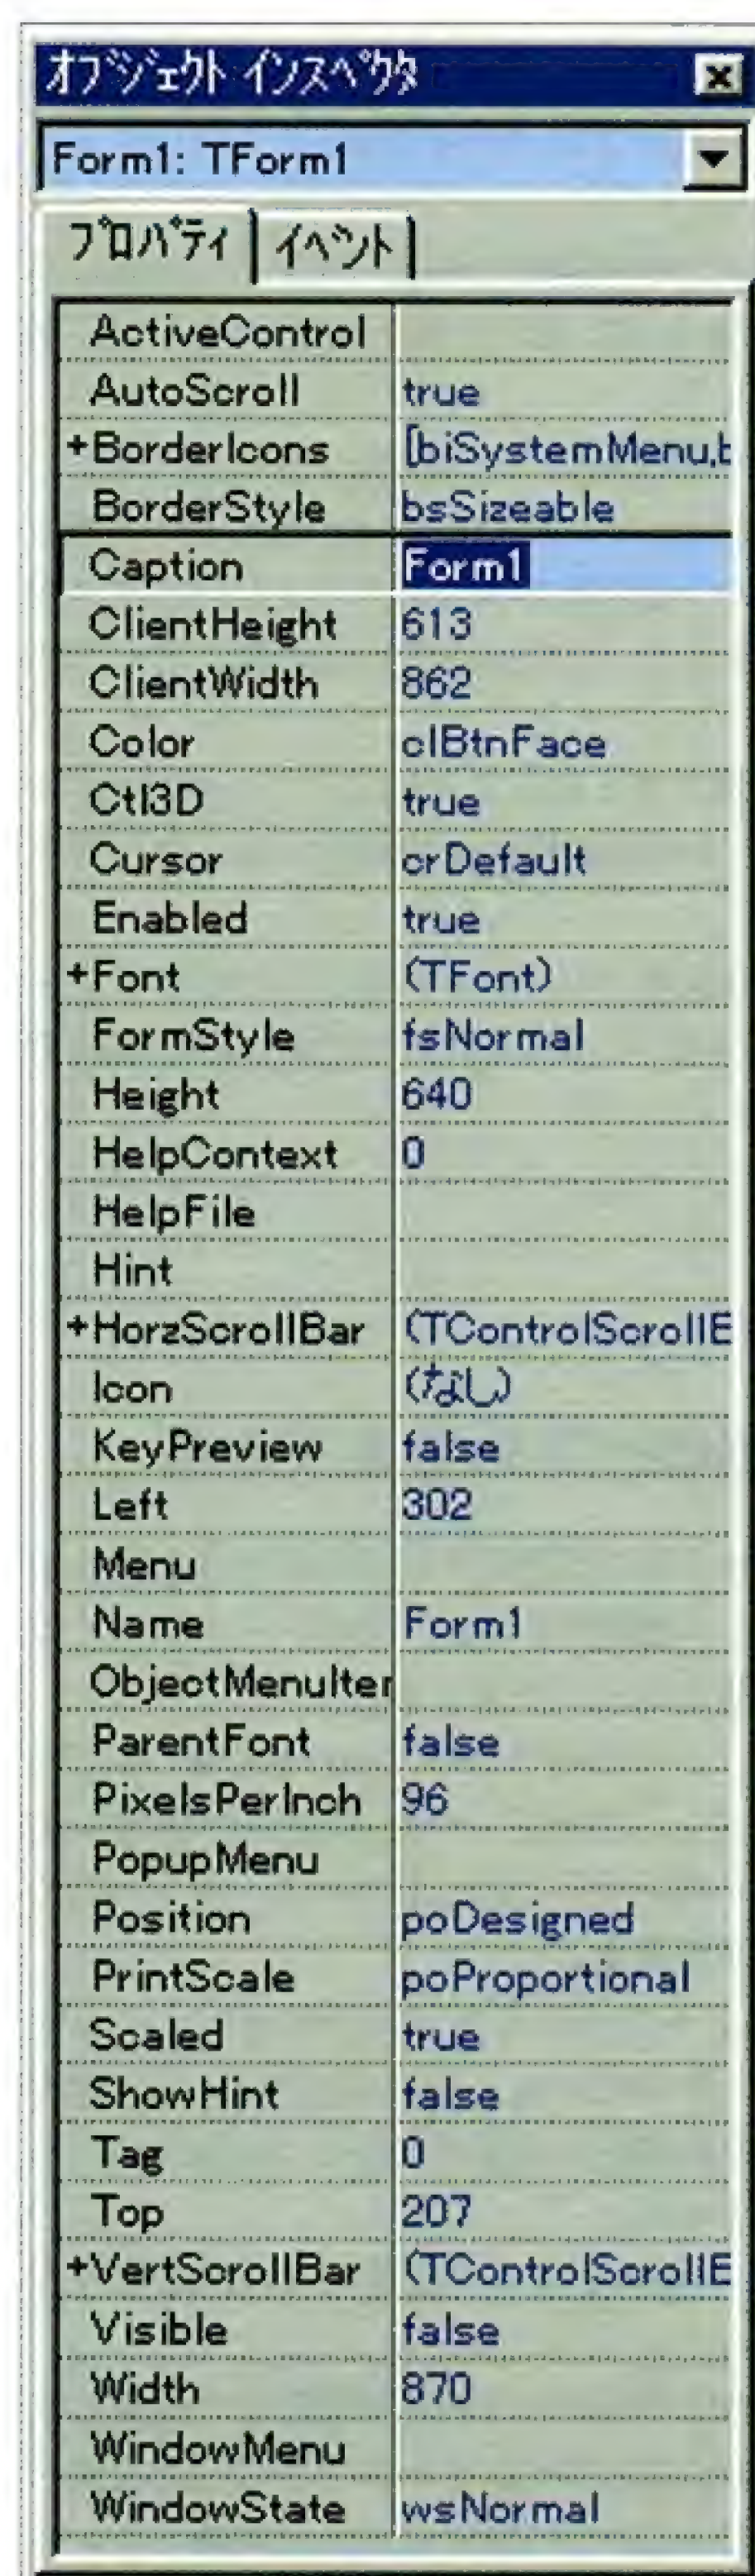 オブジェクト インスペクタ
Form1: TForm1
プロパティ イベント
ActiveControl
AutoScroll true
+BorderIcons [biSystemMenu,b
BorderStyle bsSizeable
Caption Form1
ClientHeight 613
ClientWidth 862
Color clBtnFace
Ctl3D true
Cursor crDefault
Enabled true
+Font (TFont)
FormStyle fsNormal
Height 640
HelpContext 0
HelpFile
Hint
+HorzScrollBar (TControlScrollE
Icon (なし)
KeyPreview false
Left 302
Menu
Name Form1
ObjectMenuIter
ParentFont false
PixelsPerInch 96
PopupMenu
Position poDesigned
PrintScale poProportional
Scaled true
ShowHint false
Tag 0
Top 207
+VertScrollBar (TControlScrollE
Visible false
Width 870
WindowMenu
WindowState wsNormal